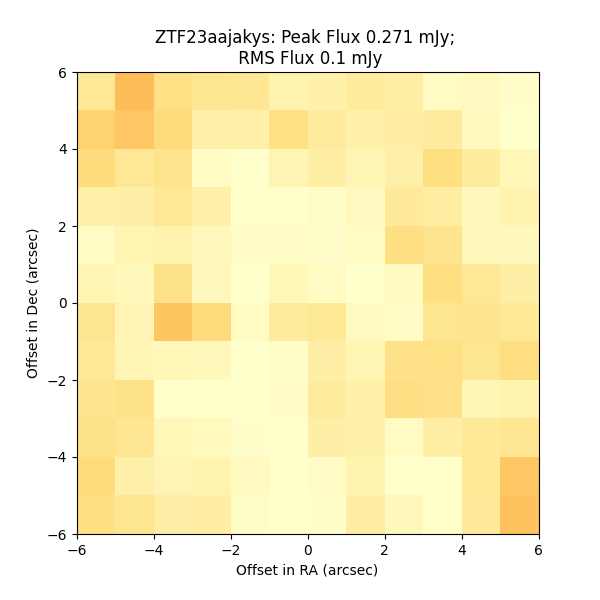 ZTF23aajakys: Peak Flux 0.271 mJy;
RMS Flux 0.1 mJy
6
4
2
0
−2
−4
−6
Offset in Dec (arcsec)
−6 −4 −2 0 2 4 6
Offset in RA (arcsec)